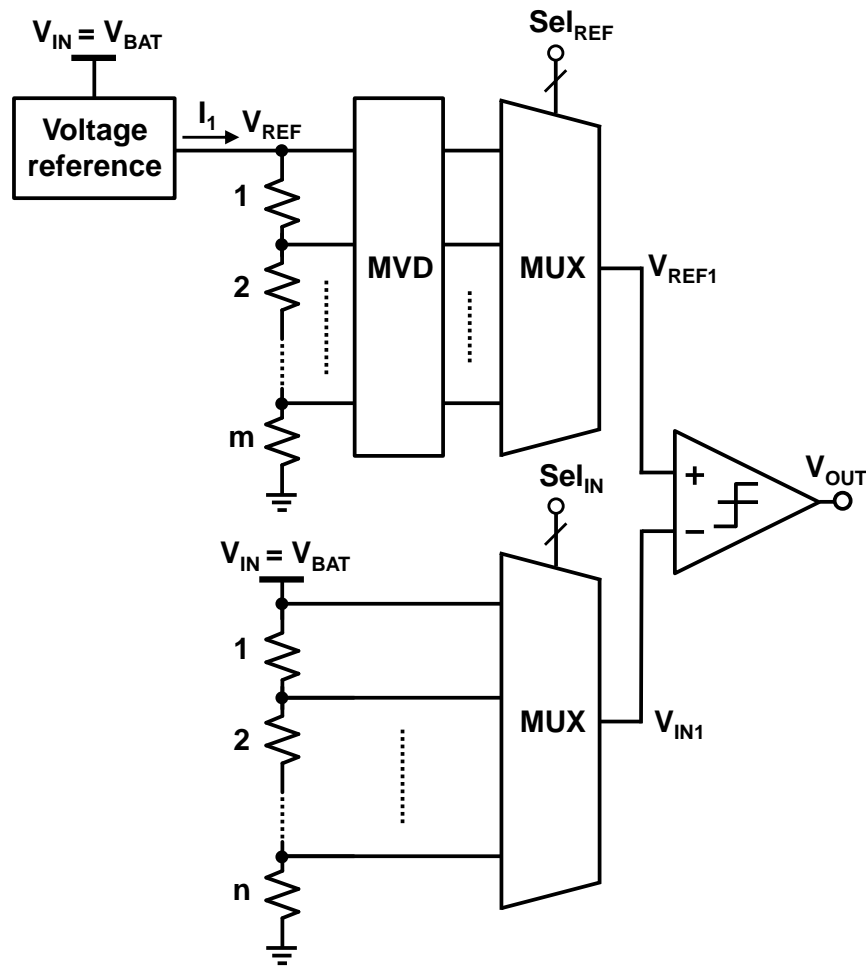 V_IN = V_BAT
Sel_REF
Voltage
reference
I_1
V_REF
1
2
m
MVD
MUX
V_REF1
Sel_IN
V_OUT
+
−
V_IN = V_BAT
1
2
n
MUX
V_IN1